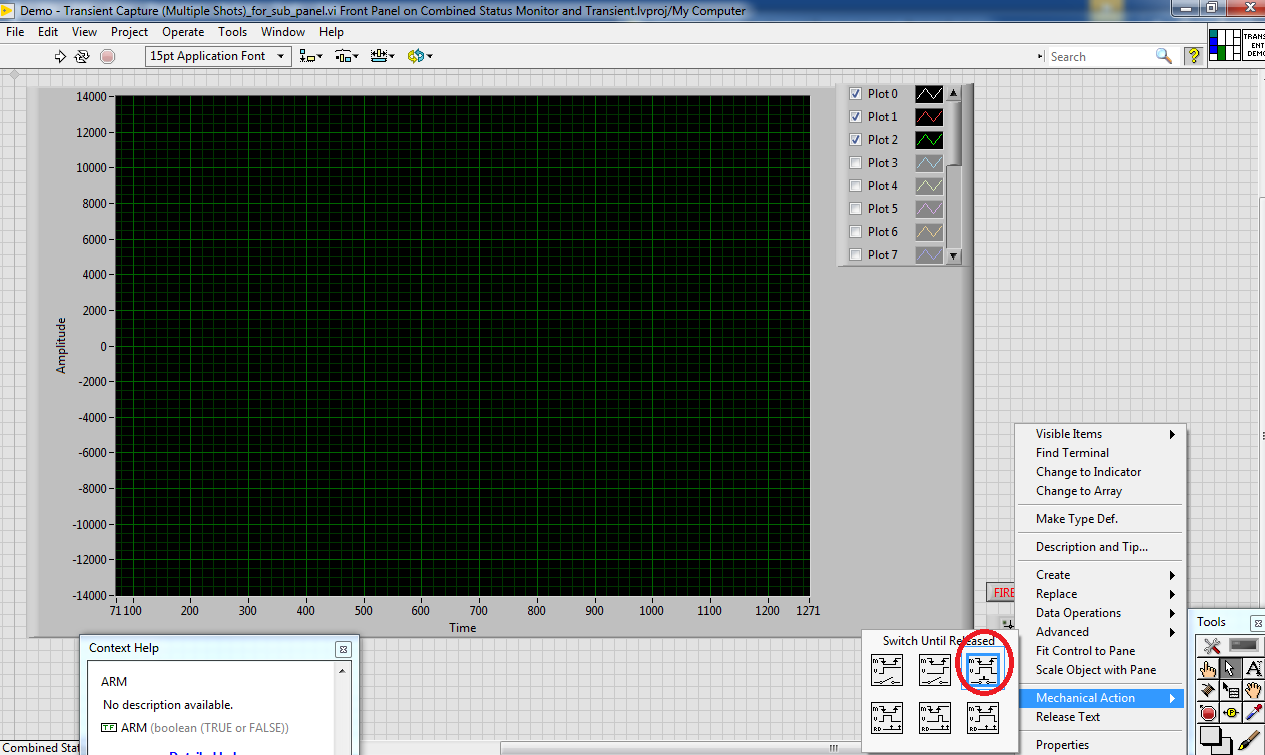 Demo - Transient Capture (Multiple Shots)_for_sub_panel.vi Front Panel on Combined Status Monitor and Transient.lvproj/My Computer
File Edit View Project Operate Tools Window Help
15pt Application Font
Search
?
TRANS
ENT
DEMO
14000
12000
10000
8000
6000
4000
2000
0
-2000
-4000
-6000
-8000
-10000
-12000
-14000
Amplitude
71 100 200 300 400 500 600 700 800 900 1000 1100 1200 1271
Time
Plot 0
Plot 1
Plot 2
Plot 3
Plot 4
Plot 5
Plot 6
Plot 7
FIRE
Visible Items
Find Terminal
Change to Indicator
Change to Array
Make Type Def.
Description and Tip...
Create
Replace
Data Operations
Advanced
Fit Control to Pane
Scale Object with Pane
Mechanical Action
Release Text
Properties
Switch Until Released
m v m v m v
m v RD m v RD m v RD
Tools
A
P
Context Help
ARM
No description available.
TF ARM (boolean (TRUE or FALSE))
Combined Stat